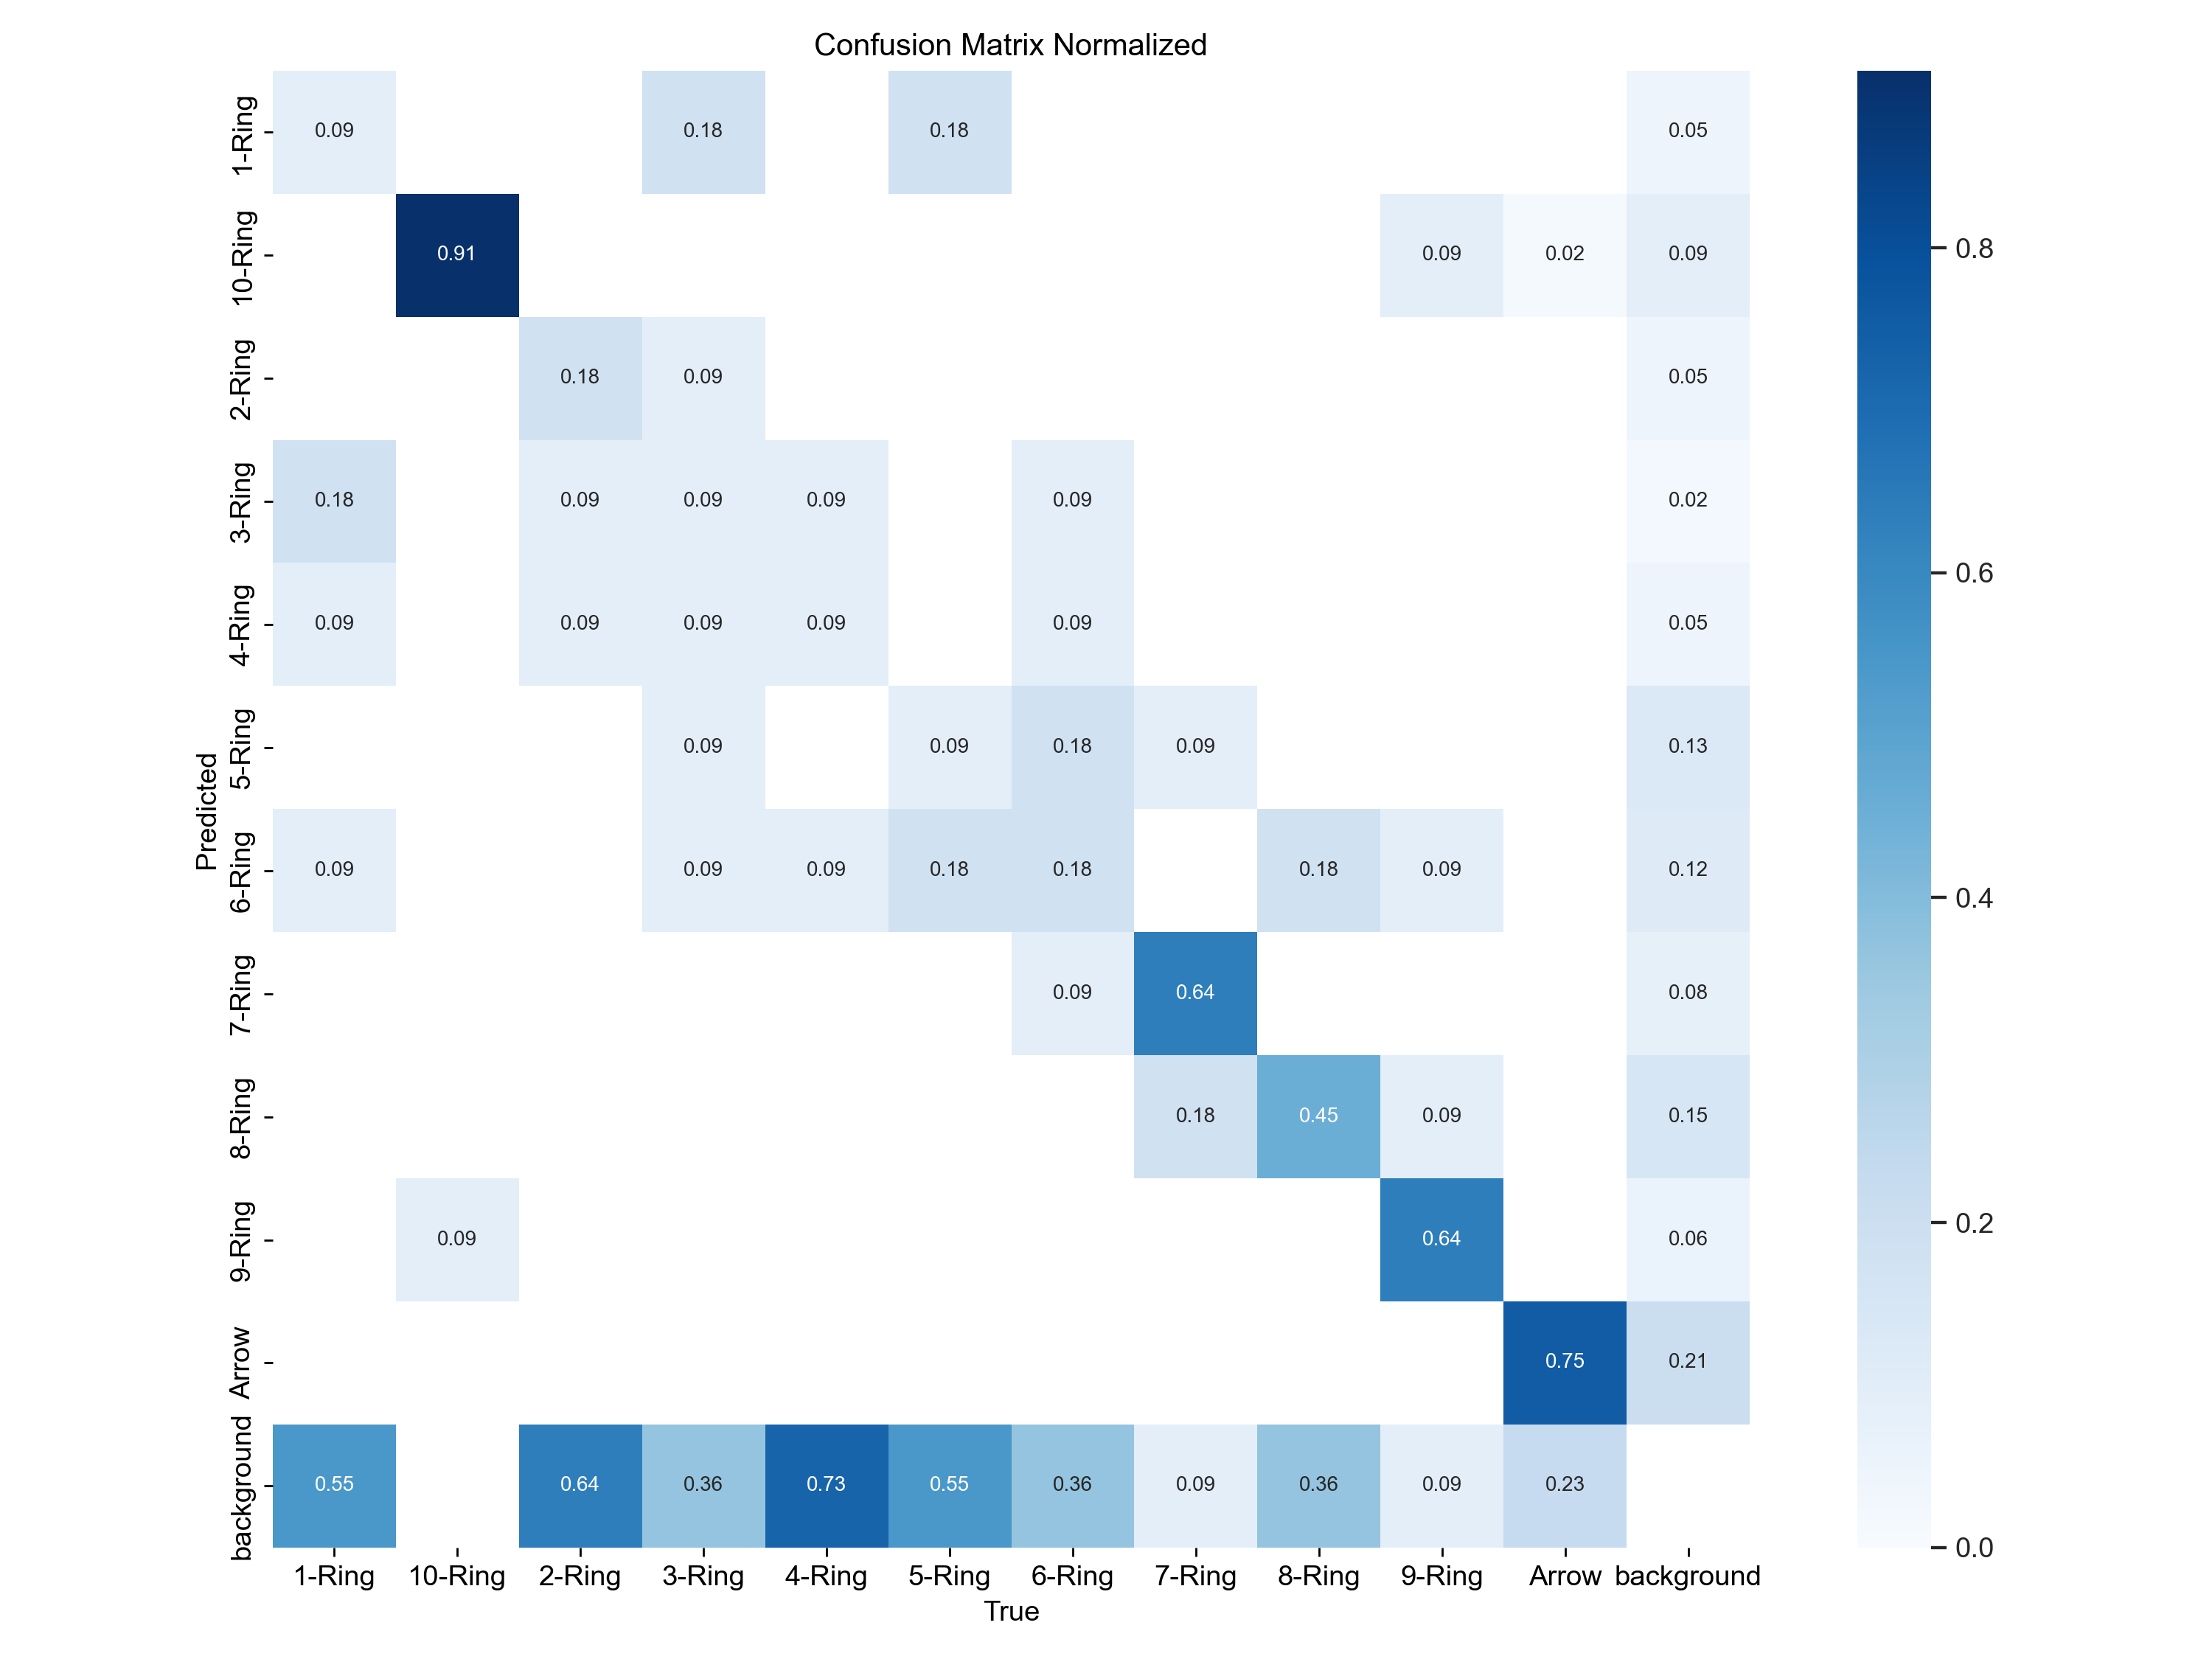 Confusion Matrix Normalized
1-Ring 0.09 0.18 0.18 0.05
10-Ring 0.91 0.09 0.02 0.09
2-Ring 0.18 0.09 0.05
3-Ring 0.18 0.09 0.09 0.09 0.09 0.02
4-Ring 0.09 0.09 0.09 0.09 0.09 0.05
5-Ring 0.09 0.09 0.18 0.09 0.13
6-Ring 0.09 0.09 0.09 0.18 0.18 0.18 0.09 0.12
7-Ring 0.09 0.64 0.08
8-Ring 0.18 0.45 0.09 0.15
9-Ring 0.09 0.64 0.06
Arrow 0.75 0.21
background 0.55 0.64 0.36 0.73 0.55 0.36 0.09 0.36 0.09 0.23
Predicted
1-Ring 10-Ring 2-Ring 3-Ring 4-Ring 5-Ring 6-Ring 7-Ring 8-Ring 9-Ring Arrow background
True
0.8
0.6
0.4
0.2
0.0